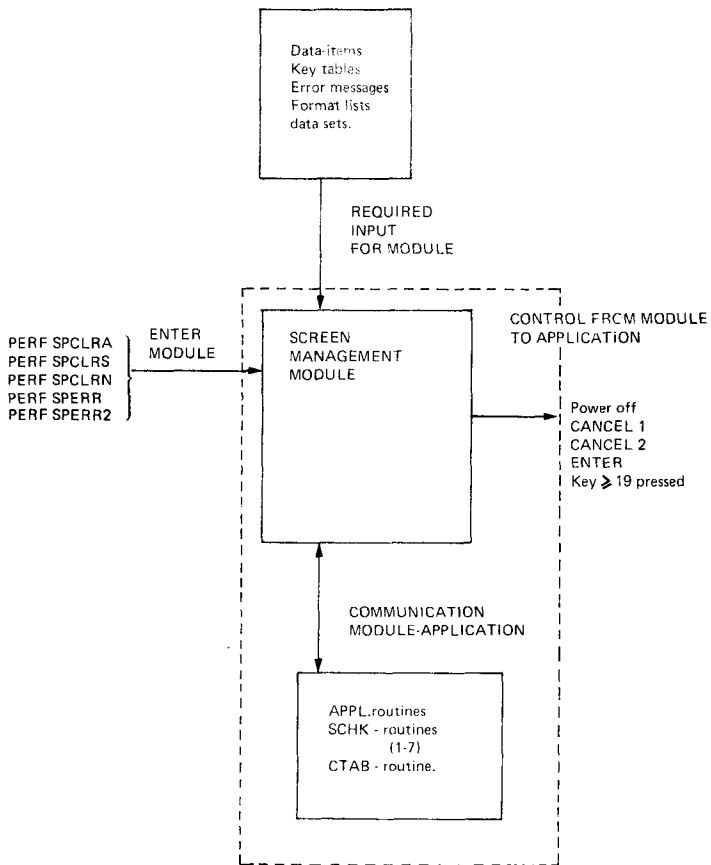 Data-items
Key tables
Error messages
Format lists
data sets.
REQUIRED
INPUT
FOR MODULE
PERF SPCLRA
PERF SPCLRS
PERF SPCLRN
PERF SPERR
PERF SPERR2
ENTER
MODULE
SCREEN
MANAGEMENT
MODULE
CONTROL FROM MODULE
TO APPLICATION
Power off
CANCEL 1
CANCEL 2
ENTER
Key ⩾ 19 pressed
COMMUNICATION
MODULE-APPLICATION
APPL.routines
SCHK - routines
(1-7)
CTAB - routine.